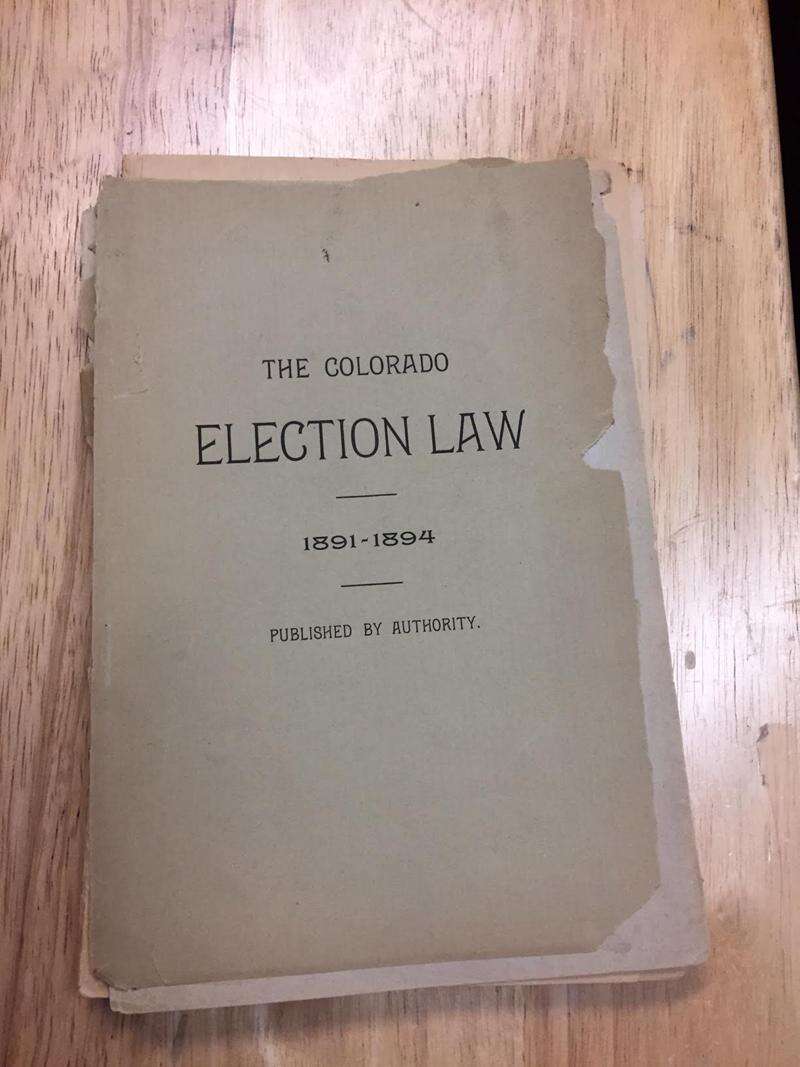 THE COLORADO
ELECTION LAW
1891-1894
PUBLISHED BY AUTHORITY.